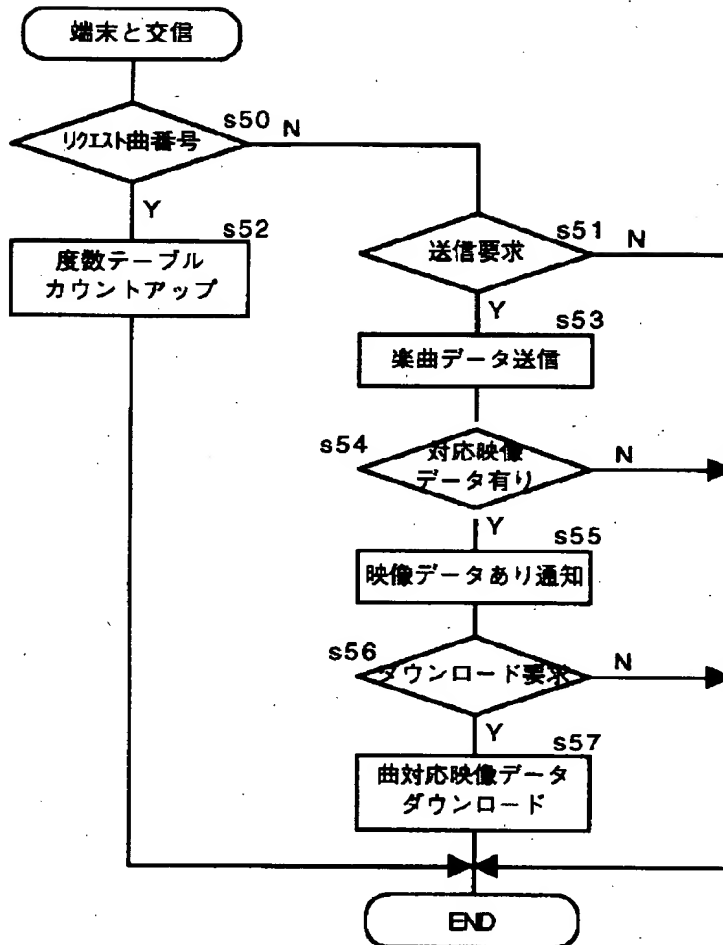 端末と交信
s50
リクエスト曲番号
N
Y
s52
度数テーブル
カウントアップ
s51
送信要求
N
Y
s53
楽曲データ送信
s54
対応映像
データ有り
N
Y
s55
映像データあり通知
s56
ダウンロード要求
N
Y
s57
曲対応映像データ
ダウンロード
END